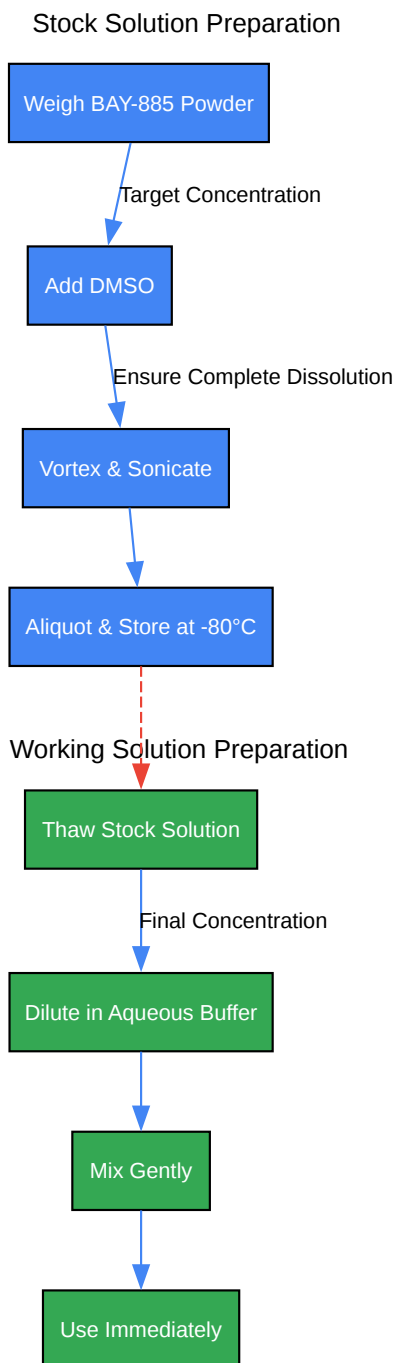 Stock Solution Preparation
Weigh BAY-885 Powder
Target Concentration
Add DMSO
Ensure Complete Dissolution
Vortex & Sonicate
Aliquot & Store at -80°C
Working Solution Preparation
Thaw Stock Solution
Final Concentration
Dilute in Aqueous Buffer
Mix Gently
Use Immediately